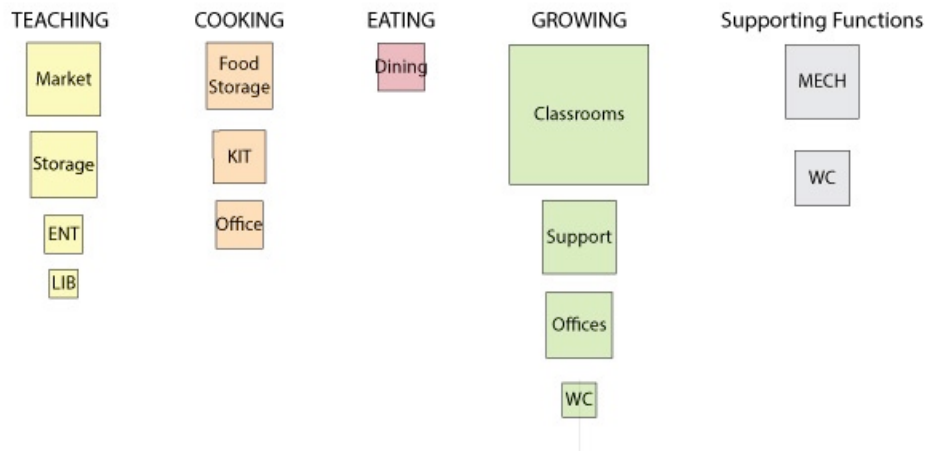 TEACHING
Market
Storage
ENT
LIB
COOKING
Food
Storage
KIT
Office
EATING
Dining
GROWING
Classrooms
Support
Offices
WC
Supporting Functions
MECH
WC